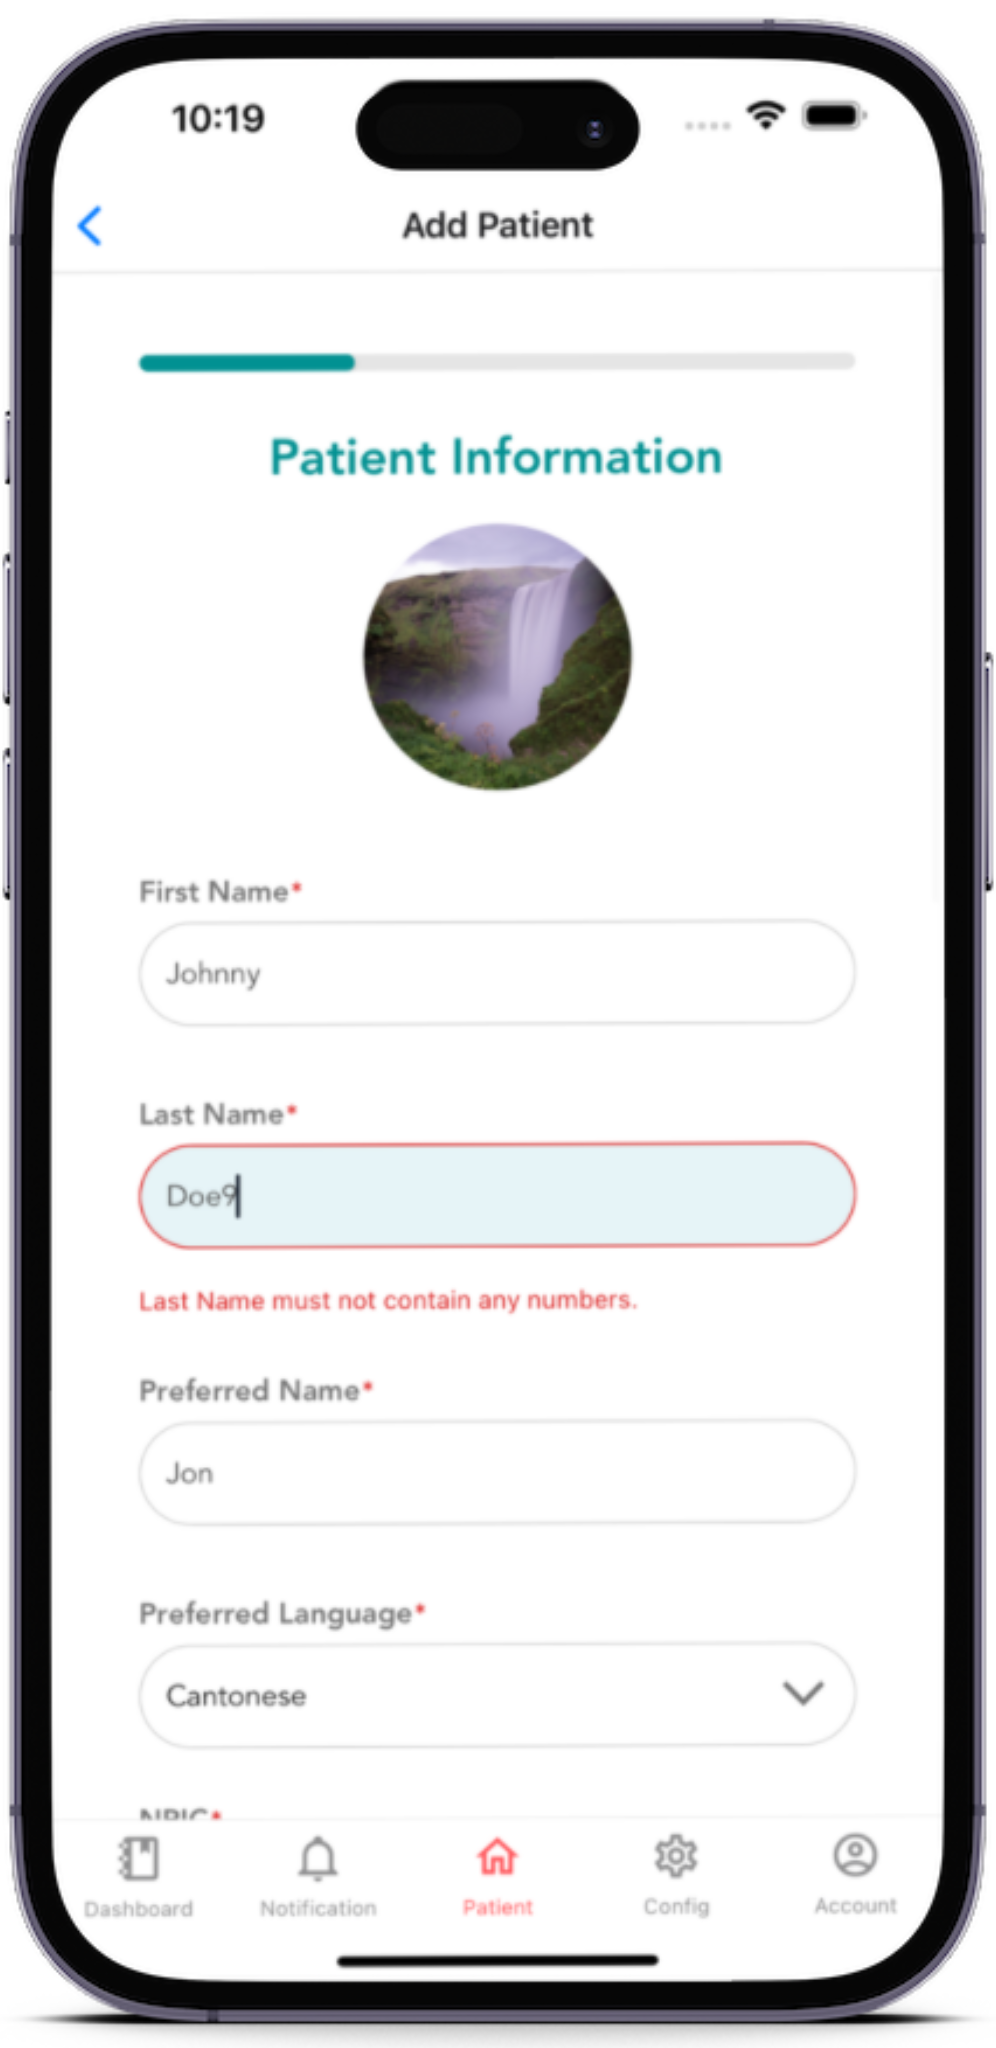 10:19
Add Patient
Patient Information
First Name*
Johnny
Last Name*
Doe9
Last Name must not contain any numbers.
Preferred Name*
Jon
Preferred Language*
Cantonese
NRIC*
Dashboard
Notification
Patient
Config
Account